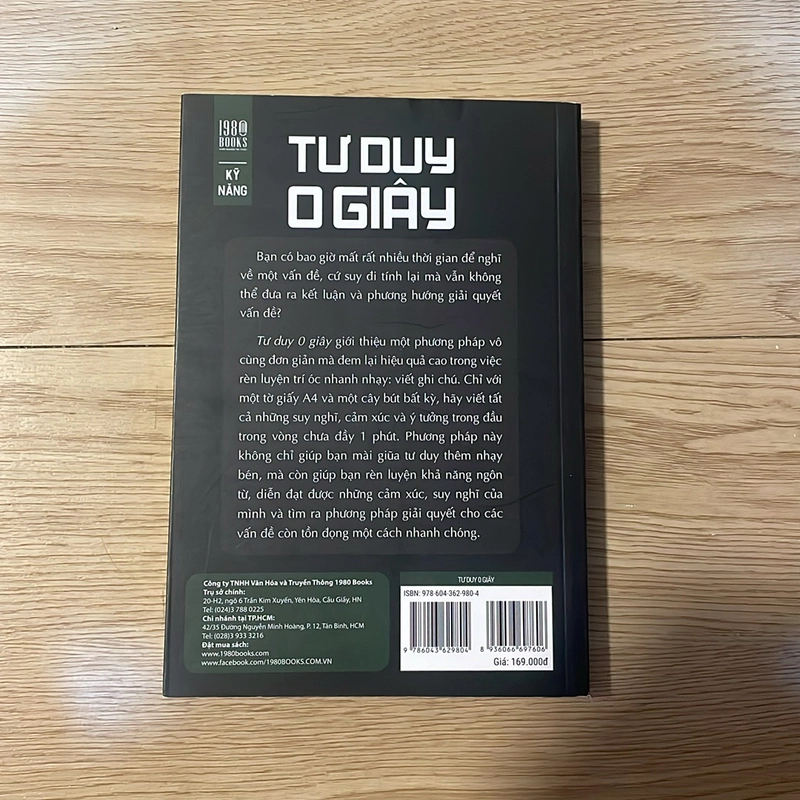 1980
BOOKS
KỸ
NĂNG
TƯ DUY
0 GIÂY
Bạn có bao giờ mất rất nhiều thời gian để nghĩ
về một vấn đề, cứ suy đi tính lại mà vẫn không
thể đưa ra kết luận và phương hướng giải quyết
vấn đề?
Tư duy 0 giây giới thiệu một phương pháp vô
cùng đơn giản mà đem lại hiệu quả cao trong việc
rèn luyện trí óc nhanh nhạy: viết ghi chú. Chỉ với
một tờ giấy A4 và một cây bút bất kỳ, hãy viết tất
cả những suy nghĩ, cảm xúc và ý tưởng trong đầu
trong vòng chưa đầy 1 phút. Phương pháp này
không chỉ giúp bạn mài giũa tư duy thêm nhạy
bén, mà còn giúp bạn rèn luyện khả năng ngôn
từ, diễn đạt được những cảm xúc, suy nghĩ của
mình và tìm ra phương pháp giải quyết cho các
vấn đề còn tồn đọng một cách nhanh chóng.
Công ty TNHH Văn Hóa và Truyền Thông 1980 Books
Trụ sở chính:
20-H2, ngõ 6 Trần Kim Xuyến, Yên Hòa, Cầu Giấy, HN
Tel: (024)3 788 0225
Chi nhánh tại TP.HCM:
42/35 Đường Nguyễn Minh Hoàng, P. 12, Tân Bình, HCM
Tel: (028)3 933 3216
Đặt mua sách:
www.1980books.com
www.facebook.com/1980BOOKS.COM.VN
TƯ DUY 0 GIÂY
ISBN: 978-604-362-980-4
9 786043 629804
8 936066 697606
Giá: 169.000đ